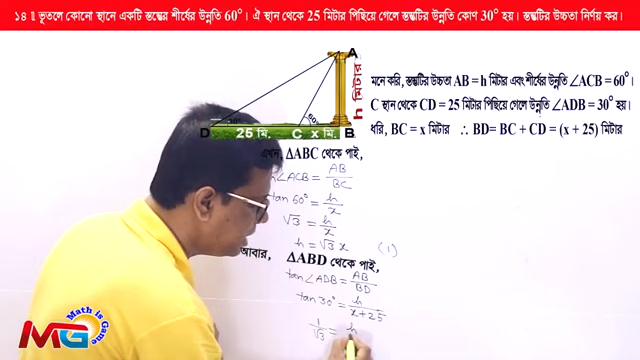 ১৪॥ ভূতলে কোনো স্থানে একটি স্তম্ভের শীর্ষের উন্নতি 60°। ঐ স্থান থেকে 25 মিটার পিছিয়ে গেলে স্তম্ভটির উন্নতি কোণ 30° হয়। স্তম্ভটির উচ্চতা নির্ণয় কর।
A
h মিটার
60°
D 25 মি. C x মি. B
মনে করি, স্তম্ভটির উচ্চতা AB = h মিটার এবং শীর্ষের উন্নতি ∠ACB = 60°।
C স্থান থেকে CD = 25 মিটার পিছিয়ে গেলে উন্নতি ∠ADB = 30° হয়।
ধরি, BC = x মিটার ∴ BD= BC + CD = (x + 25) মিটার
এখন, ΔABC থেকে পাই,
∠ACB = AB/BC
tan 60° = h/x
√3 = h/x
h = √3 x (1)
আবার, ΔABD থেকে পাই,
tan ∠ADB = AB/BD
tan 30° = h/x+25
1/√3 = h
MG Math is Game